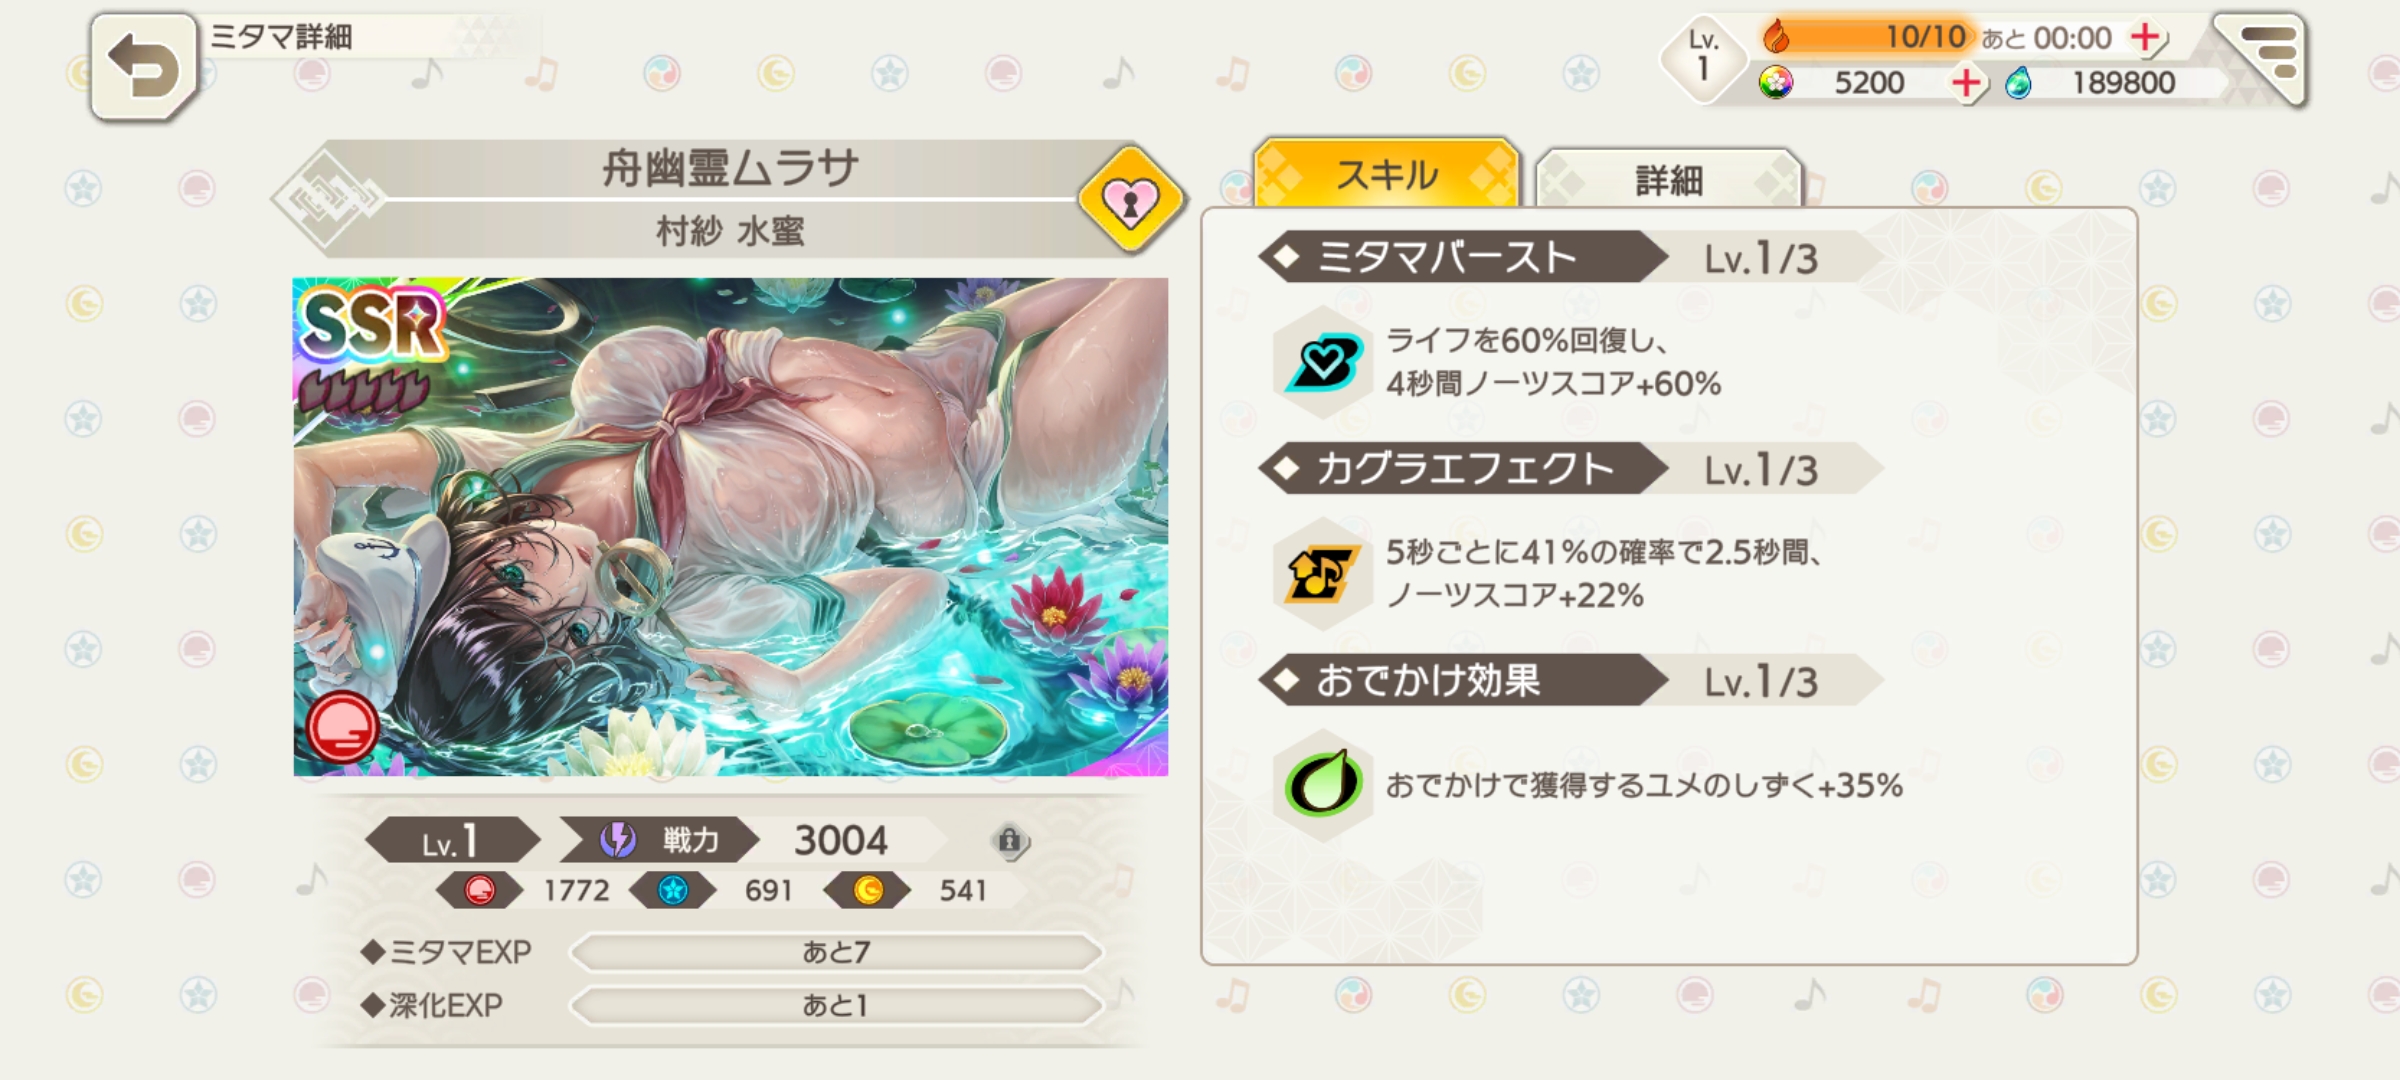 ミタマ詳細
Lv.
1
10/10 あと 00:00
5200
189800
舟幽霊ムラサ
村紗 水蜜
SSR
Lv.1
戦力
3004
1772
691
541
◆ミタマEXP
あと7
◆深化EXP
あと1
スキル
詳細
ミタマバースト
Lv.1/3
ライフを60%回復し、
4秒間ノーツスコア+60%
カグラエフェクト
Lv.1/3
5秒ごとに41%の確率で2.5秒間、
ノーツスコア+22%
おでかけ効果
Lv.1/3
おでかけで獲得するユメのしずく+35%